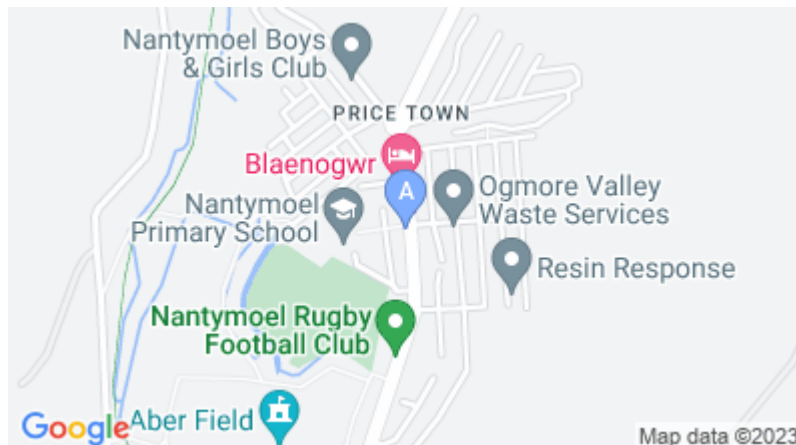 Nantymoel Boys
& Girls Club
PRICE TOWN
Blaenogwr
A
Nantymoel
Primary School
Ogmore Valley
Waste Services
Resin Response
Nantymoel Rugby
Football Club
Aber Field
Google
Map data ©2023